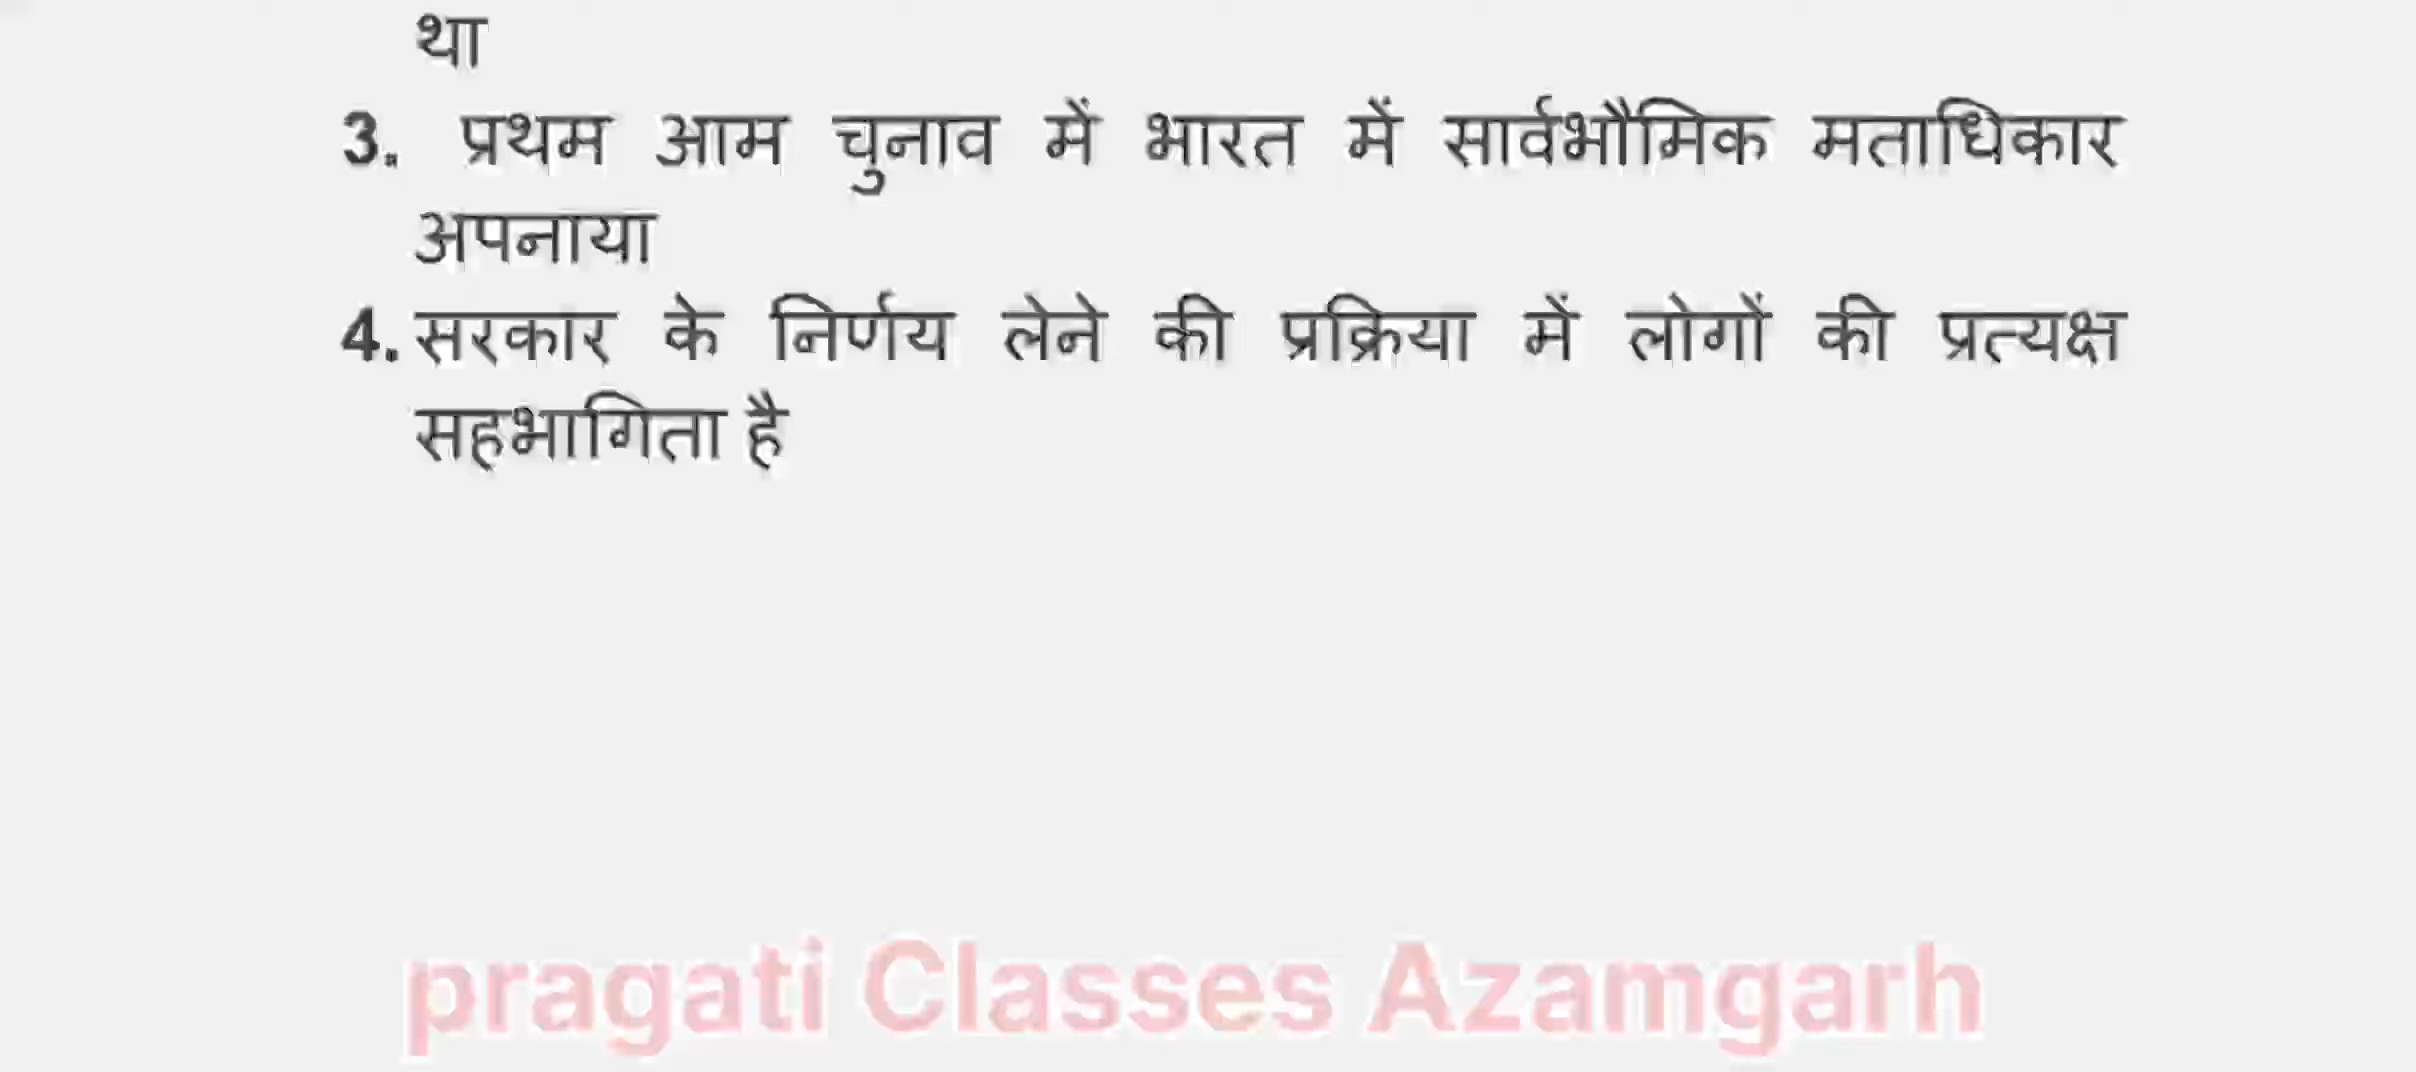 था
3. प्रथम आम चुनाव में भारत में सार्वभौमिक मताधिकार
अपनाया
4. सरकार के निर्णय लेने की प्रक्रिया में लोगों की प्रत्यक्ष
सहभागिता है
pragati Classes Azamgarh